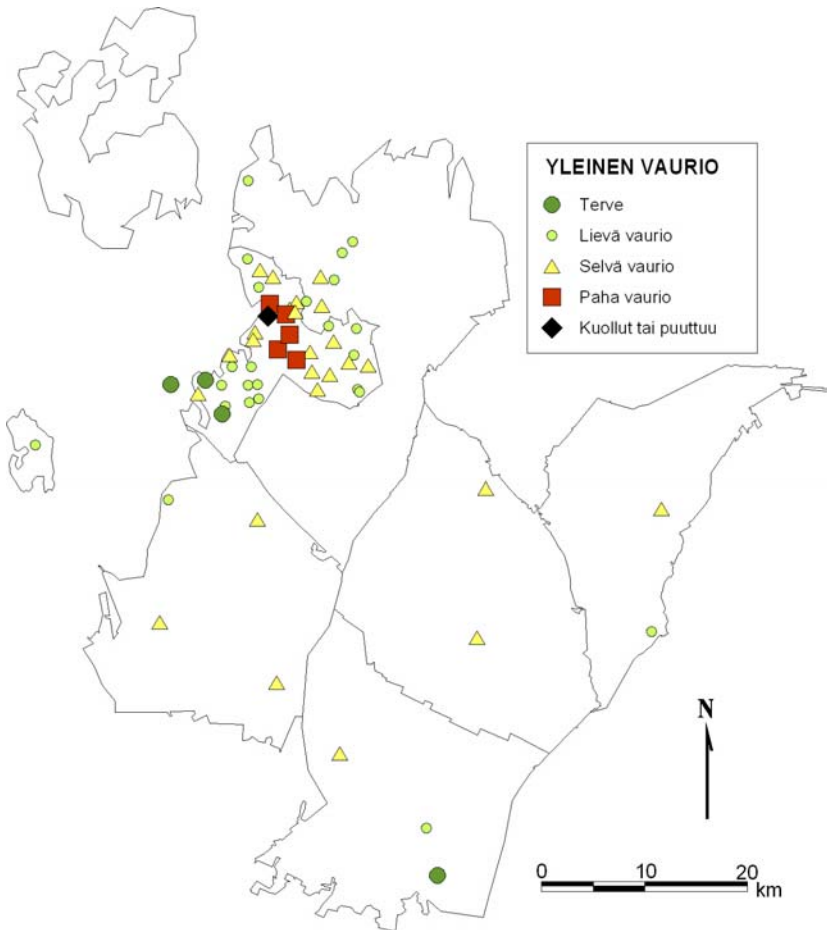 YLEINEN VAURIO
Terve
Lievä vaurio
Selvä vaurio
Paha vaurio
Kuollut tai puuttuu
N
0 10 20
km